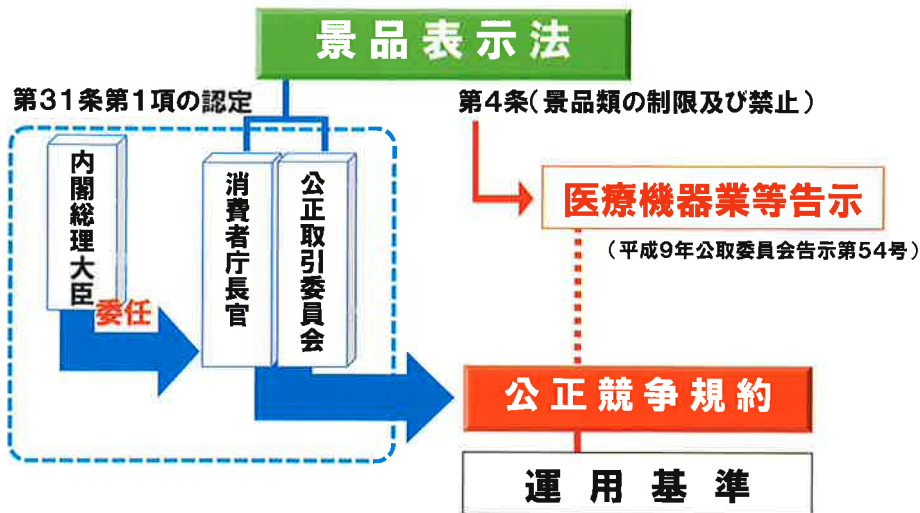 景品表示法
第31条第1項の認定
第4条(景品類の制限及び禁止)
内閣総理大臣
消費者庁長官
公正取引委員会
医療機器業等告示
(平成9年公取委員会告示第54号)
委任
公正競争規約
運用基準